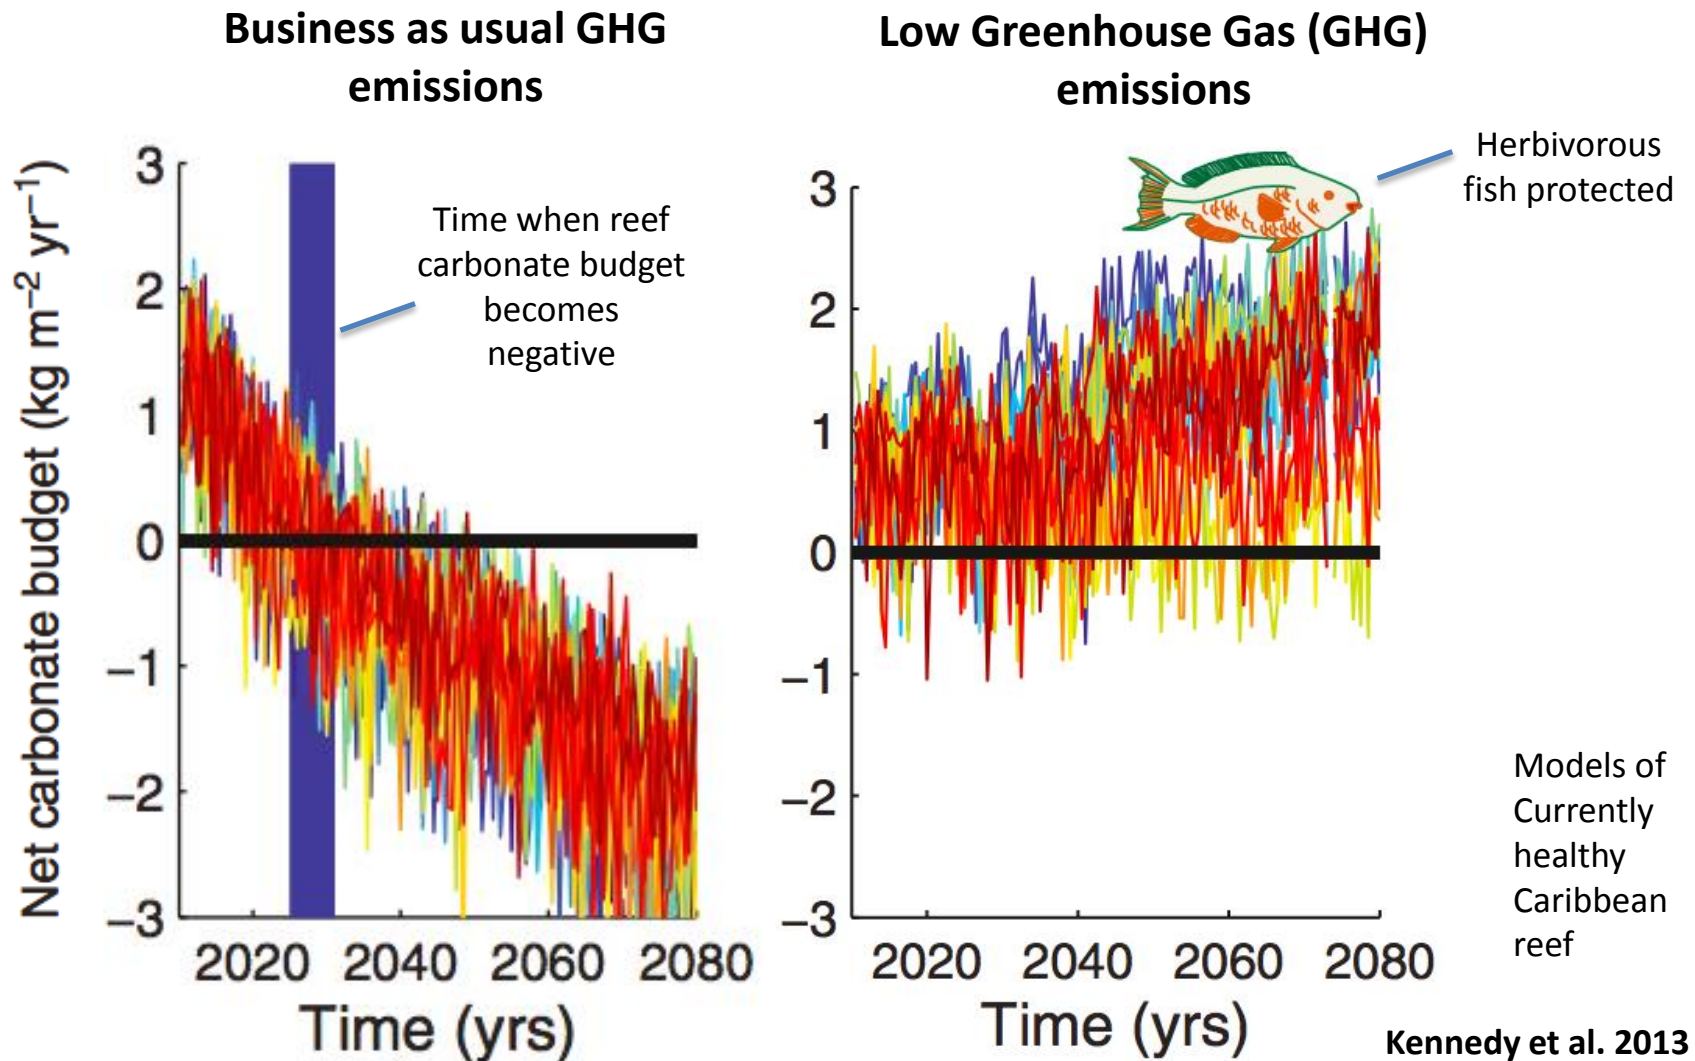 Business as usual GHG
emissions
Low Greenhouse Gas (GHG)
emissions
Net carbonate budget (kg m⁻² yr⁻¹)
3
2
1
0
−1
−2
−3
2020 2040 2060 2080
Time (yrs)
Time when reef
carbonate budget
becomes
negative
3
2
1
0
−1
−2
−3
2020 2040 2060 2080
Time (yrs)
Herbivorous
fish protected
Models of
Currently
healthy
Caribbean
reef
Kennedy et al. 2013